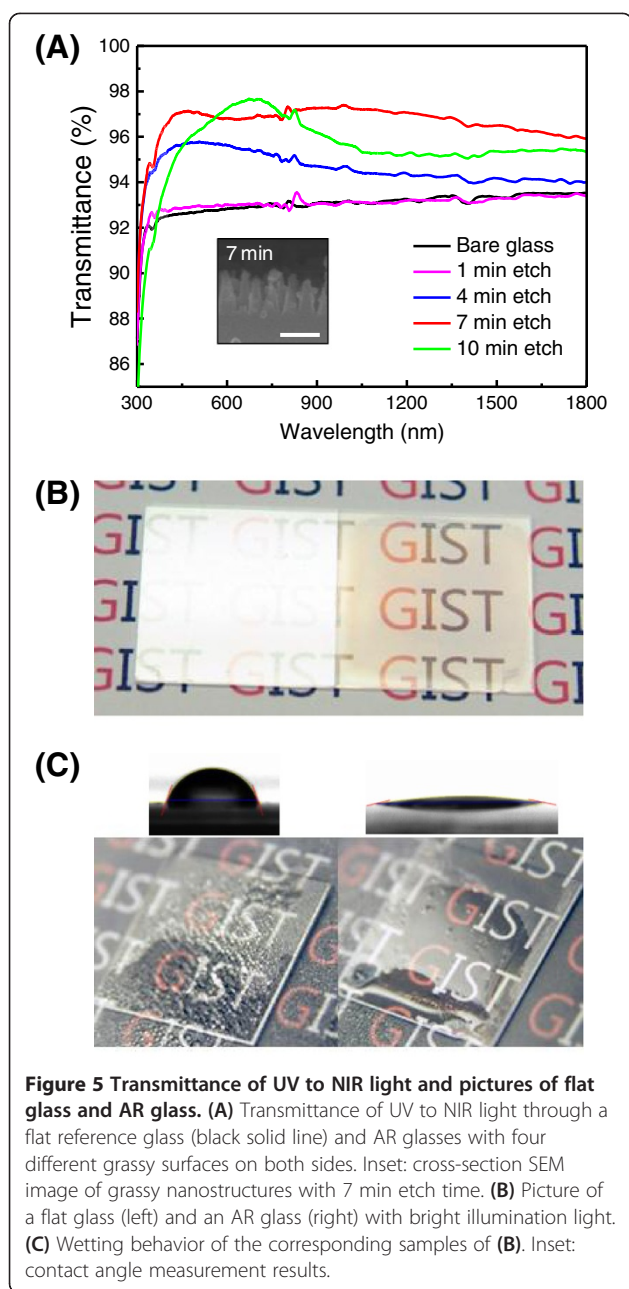 (A)
100
98
96
94
92
90
88
86
Transmittance (%)
7 min
Bare glass
1 min etch
4 min etch
7 min etch
10 min etch
300 600 900 1200 1500 1800
Wavelength (nm)
(B)
GIST GIST GIST GIST
GIST GIST GIST GIST
GIST GIST GIST GIST
GIST GIST GIST GIST
(C)
GIST GIST
GIST GIST
GIST GIST
Figure 5 Transmittance of UV to NIR light and pictures of flat
glass and AR glass. (A) Transmittance of UV to NIR light through a
flat reference glass (black solid line) and AR glasses with four
different grassy surfaces on both sides. Inset: cross-section SEM
image of grassy nanostructures with 7 min etch time. (B) Picture of
a flat glass (left) and an AR glass (right) with bright illumination light.
(C) Wetting behavior of the corresponding samples of (B). Inset:
contact angle measurement results.